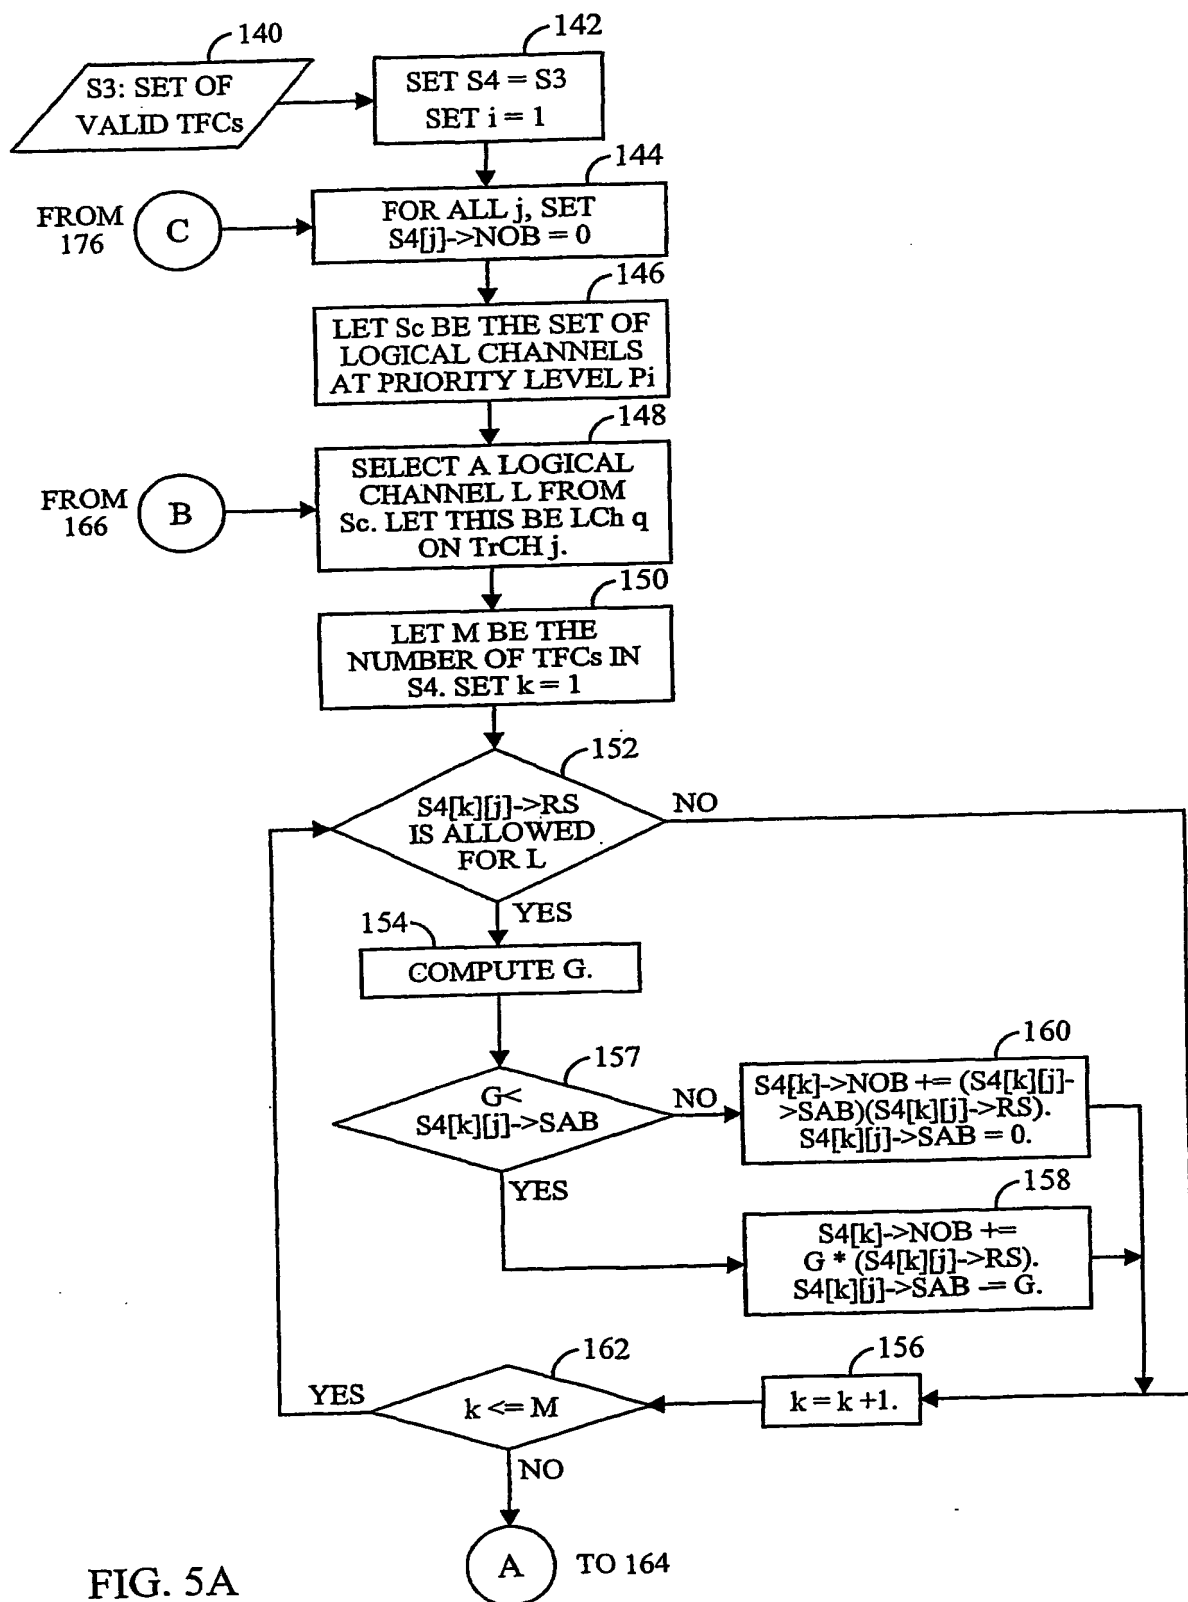 140
S3: SET OF
VALID TFCs
142
SET S4 = S3
SET i = 1
144
FROM
176
C
FOR ALL j, SET
S4[j]->NOB = 0
146
LET Sc BE THE SET OF
LOGICAL CHANNELS
AT PRIORITY LEVEL Pi
148
FROM
166
B
SELECT A LOGICAL
CHANNEL L FROM
Sc. LET THIS BE LCh q
ON TrCH j.
150
LET M BE THE
NUMBER OF TFCs IN
S4. SET k = 1
152
S4[k][j]->RS
IS ALLOWED
FOR L
NO
YES
154
COMPUTE G.
157
G<
S4[k][j]->SAB
NO
YES
160
S4[k]->NOB += (S4[k][j]-
>SAB)(S4[k][j]->RS).
S4[k][j]->SAB = 0.
158
S4[k]->NOB +=
G * (S4[k][j]->RS).
S4[k][j]->SAB -= G.
162
YES
k <= M
156
k = k +1.
NO
A
TO 164
FIG. 5A